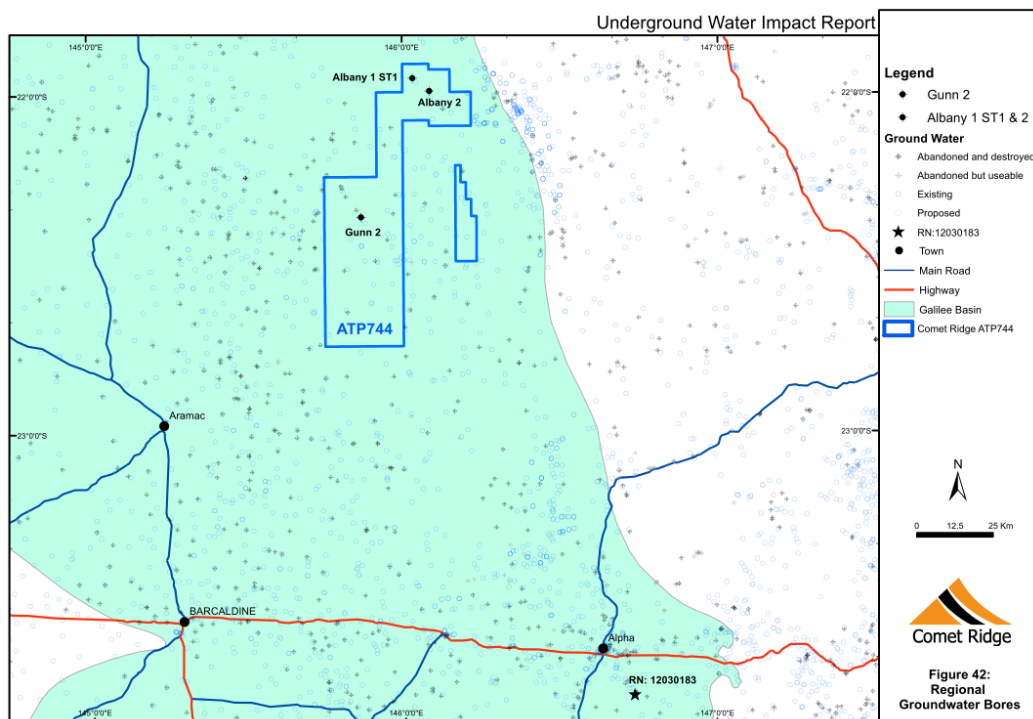 Underground Water Impact Report
145°0'0"E
146°0'0"E
147°0'0"E
Albany 1 ST1
Albany 2
22°0'0"S
22°0'0"S
Gunn 2
ATP744
Aramac
23°0'0"S
23°0'0"S
BARCALDINE
Alpha
RN: 12030183
145°0'0"E
146°0'0"E
147°0'0"E
Legend
Gunn 2
Albany 1 ST1 & 2
Ground Water
Abandoned and destroyed
Abandoned but useable
Existing
Proposed
RN:12030183
Town
Main Road
Highway
Galilee Basin
Comet Ridge ATP744
N
0 12.5 25 Km
Comet Ridge
Figure 42:
Regional
Groundwater Bores